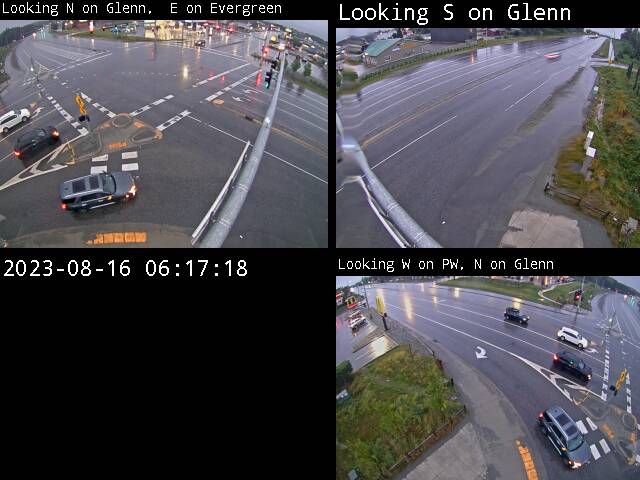 Looking N on Glenn,  E on Evergreen
Looking S on Glenn
2023-08-16 06:17:18
Looking W on PW, N on Glenn